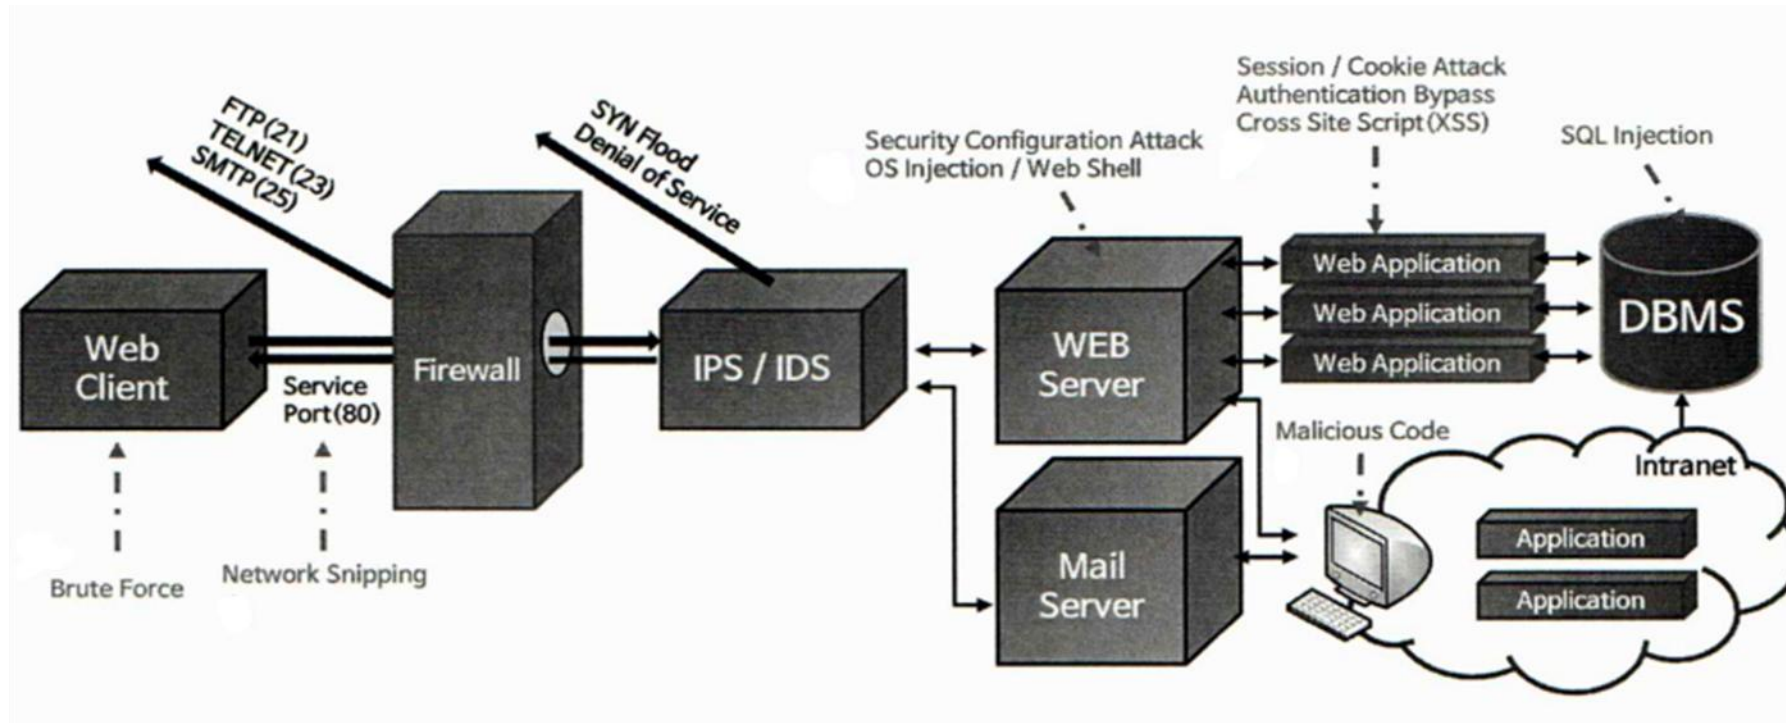 FTP(21)
TELNET(23)
SMTP(25)
SYN Flood
Denial of Service
Security Configuration Attack
OS Injection / Web Shell
Session / Cookie Attack
Authentication Bypass
Cross Site Script(XSS)
SQL Injection
Web
Client
Service
Port(80)
Firewall
IPS / IDS
WEB
Server
Web Application
Web Application
Web Application
DBMS
Brute Force
Network Snipping
Mail
Server
Malicious Code
Intranet
Application
Application